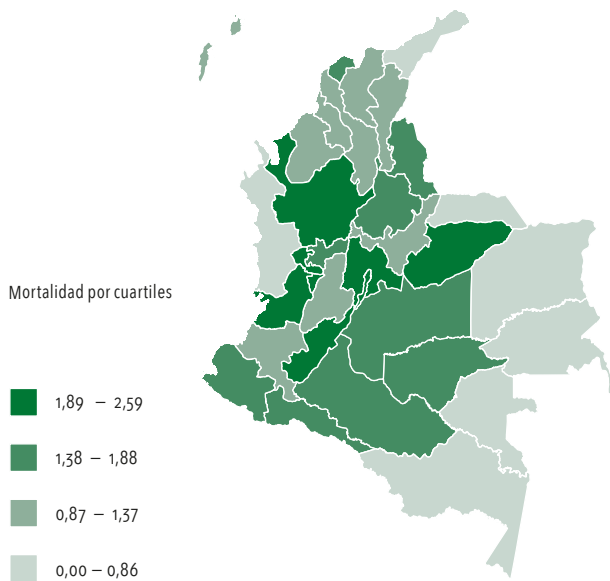 Mortalidad por cuartiles
1,89 – 2,59
1,38 – 1,88
0,87 – 1,37
0,00 – 0,86